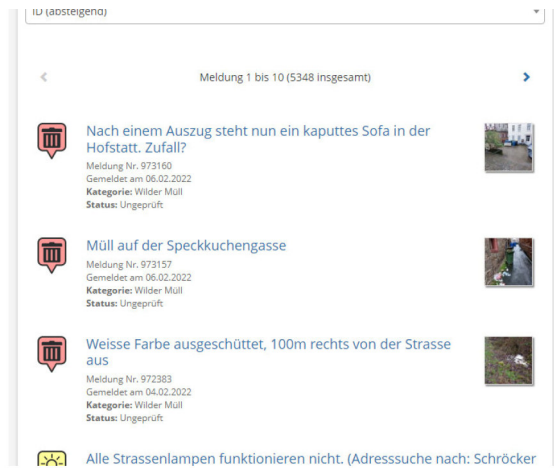 ID (absteigend)
Meldung 1 bis 10 (5348 insgesamt)
Nach einem Auszug steht nun ein kaputtes Sofa in der
Hofstatt. Zufall?
Meldung Nr. 973160
Gemeldet am 06.02.2022
Kategorie: Wilder Müll
Status: Ungeprüft
Müll auf der Speckkuchengasse
Meldung Nr. 973157
Gemeldet am 06.02.2022
Kategorie: Wilder Müll
Status: Ungeprüft
Weisse Farbe ausgeschüttet, 100m rechts von der Strasse
aus
Meldung Nr. 972383
Gemeldet am 04.02.2022
Kategorie: Wilder Müll
Status: Ungeprüft
Alle Strassenlampen funktionieren nicht. (Adresssuche nach: Schröcker